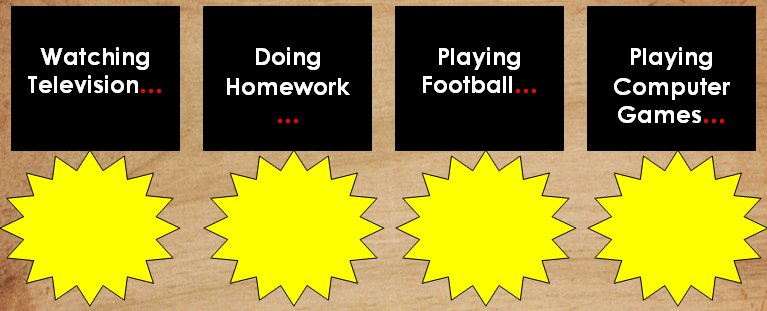 Watching
Television...
Doing
Homework
...
Playing
Football...
Playing
Computer
Games...